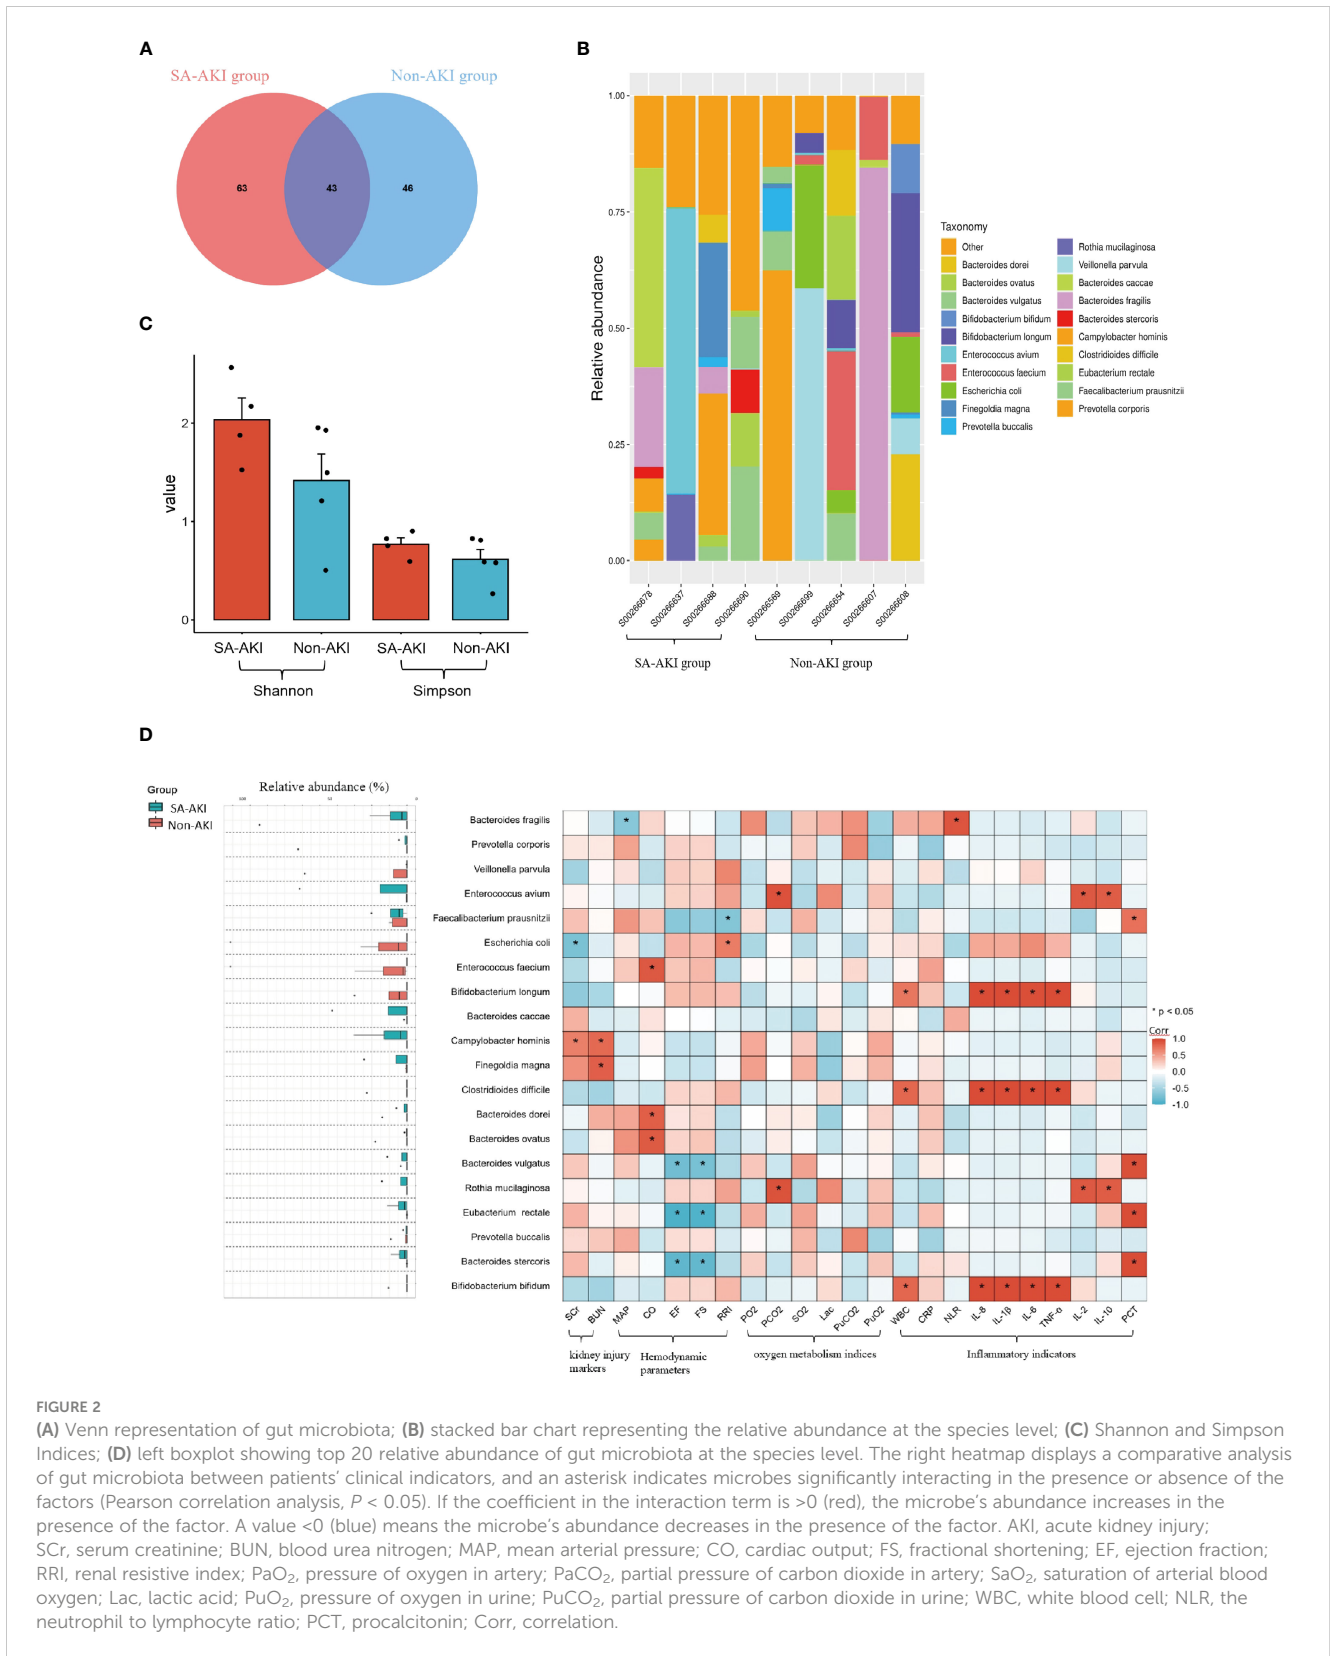 A
SA-AKI group
Non-AKI group
63
43
46
B
1.00
0.75
0.50
0.25
0.00
Relative abundance
S00266678
S00266637
S00266688
S00266690
S00266569
S00266699
S00266654
S00266607
S00266608
SA-AKI group
Non-AKI group
Taxonomy
Other
Bacteroides dorei
Bacteroides ovatus
Bacteroides vulgatus
Bifidobacterium bifidum
Bifidobacterium longum
Enterococcus avium
Enterococcus faecium
Escherichia coli
Finegoldia magna
Prevotella buccalis
Rothia mucilaginosa
Veillonella parvula
Bacteroides caccae
Bacteroides fragilis
Bacteroides stercoris
Campylobacter hominis
Clostridioides difficile
Eubacterium rectale
Faecalibacterium prausnitzii
Prevotella corporis
C
value
2
1
0
SA-AKI
Non-AKI
SA-AKI
Non-AKI
Shannon
Simpson
D
Group
SA-AKI
Non-AKI
Relative abundance (%)
100
50
0
Bacteroides fragilis
Prevotella corporis
Veillonella parvula
Enterococcus avium
Faecalibacterium prausnitzii
Escherichia coli
Enterococcus faecium
Bifidobacterium longum
Bacteroides caccae
Campylobacter hominis
Finegoldia magna
Clostridioides difficile
Bacteroides dorei
Bacteroides ovatus
Bacteroides vulgatus
Rothia mucilaginosa
Eubacterium rectale
Prevotella buccalis
Bacteroides stercoris
Bifidobacterium bifidum
SCr
BUN
MAP
CO
EF
FS
RRI
PO2
PCO2
SO2
Lac
PuCO2
PuO2
WBC
CRP
NLR
IL-8
IL-1β
IL-6
TNF-α
IL-2
IL-10
PCT
kidney injury
markers
Hemodynamic
parameters
oxygen metabolism indices
Inflammatory indicators
* p < 0.05
Corr
1.0
0.5
0.0
-0.5
-1.0
FIGURE 2
(A) Venn representation of gut microbiota; (B) stacked bar chart representing the relative abundance at the species level; (C) Shannon and Simpson
Indices; (D) left boxplot showing top 20 relative abundance of gut microbiota at the species level. The right heatmap displays a comparative analysis
of gut microbiota between patients’ clinical indicators, and an asterisk indicates microbes significantly interacting in the presence or absence of the
factors (Pearson correlation analysis, P < 0.05). If the coefficient in the interaction term is >0 (red), the microbe’s abundance increases in the
presence of the factor. A value <0 (blue) means the microbe’s abundance decreases in the presence of the factor. AKI, acute kidney injury;
SCr, serum creatinine; BUN, blood urea nitrogen; MAP, mean arterial pressure; CO, cardiac output; FS, fractional shortening; EF, ejection fraction;
RRI, renal resistive index; PaO₂, pressure of oxygen in artery; PaCO₂, partial pressure of carbon dioxide in artery; SaO₂, saturation of arterial blood
oxygen; Lac, lactic acid; PuO₂, pressure of oxygen in urine; PuCO₂, partial pressure of carbon dioxide in urine; WBC, white blood cell; NLR, the
neutrophil to lymphocyte ratio; PCT, procalcitonin; Corr, correlation.